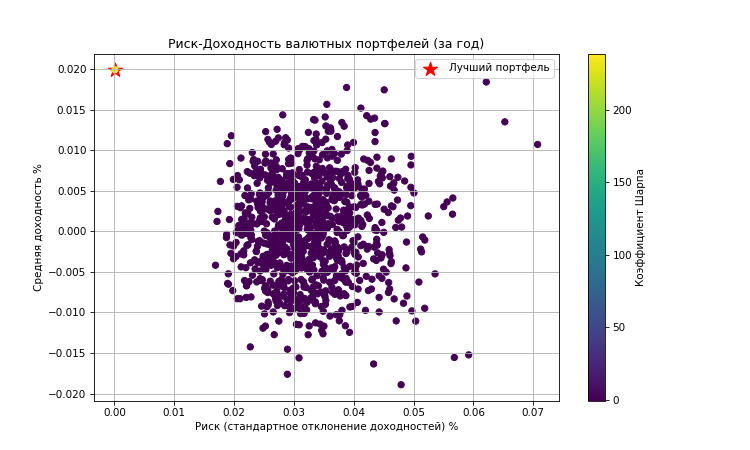 Риск-Доходность валютных портфелей (за год)
Лучший портфель
Средняя доходность %
0.020
0.015
0.010
0.005
0.000
−0.005
−0.010
−0.015
−0.020
0.00 0.01 0.02 0.03 0.04 0.05 0.06 0.07
Риск (стандартное отклонение доходностей) %
200
150
100
50
0
Коэффициент Шарпа